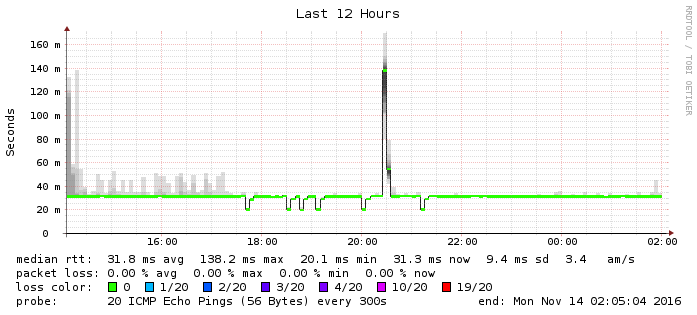 Last 12 Hours
RRDTOOL / TOBI OETIKER
Seconds
160 m
140 m
120 m
100 m
80 m
60 m
40 m
20 m
0
16:00 18:00 20:00 22:00 00:00 02:00
median rtt: 31.8 ms avg 138.2 ms max 20.1 ms min 31.3 ms now 9.4 ms sd 3.4 am/s
packet loss: 0.00 % avg 0.00 % max 0.00 % min 0.00 % now
loss color: 0 1/20 2/20 3/20 4/20 10/20 19/20
probe: 20 ICMP Echo Pings (56 Bytes) every 300s end: Mon Nov 14 02:05:04 2016